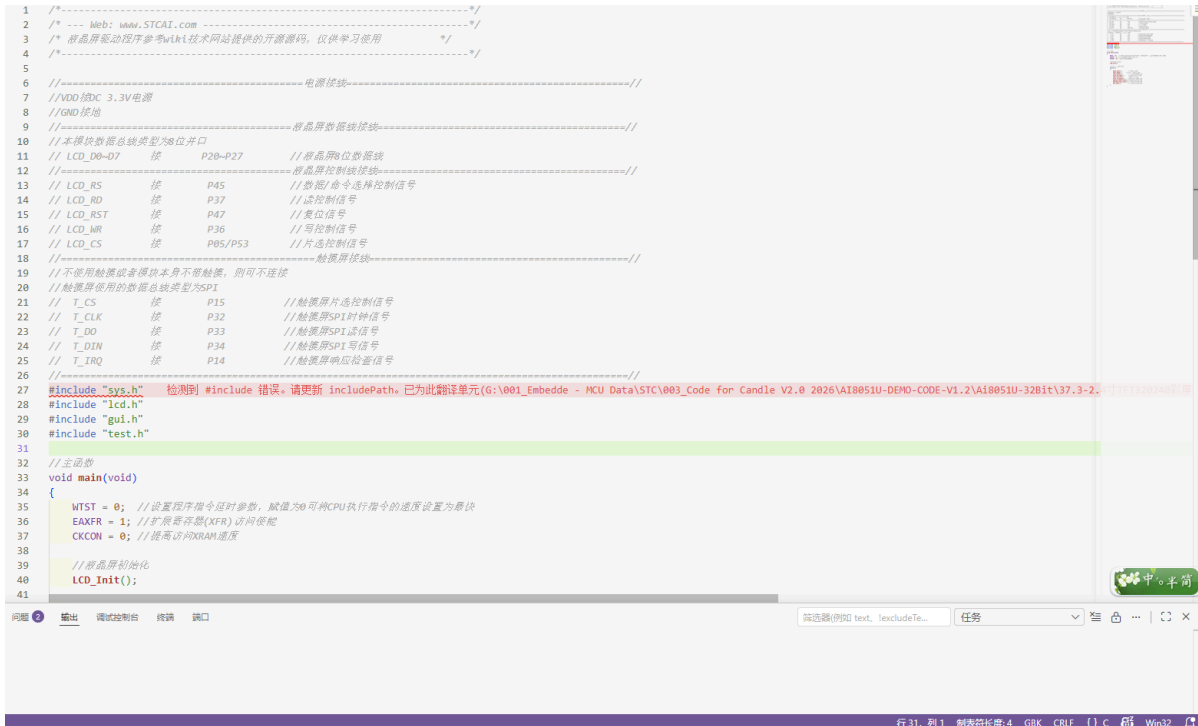 1 /*---------------------------------------------------------------------*/
2 /* --- Web: www.STCAI.com ---------------------------------------------*/
3 /* 液晶屏驱动程序参考wiki技术网站提供的开源源码，仅供学习使用 */
4 /*---------------------------------------------------------------------*/
5
6 //=========================================电源接线================================================//
7 //VDD接DC 3.3V电源
8 //GND接地
9 //=======================================液晶屏数据线接线==========================================//
10 //本模块数据总线类型为8位并口
11 // LCD_D0~D7 接 P20~P27 //液晶屏8位数据线
12 //=======================================液晶屏控制线接线==========================================//
13 // LCD_RS 接 P45 //数据/命令选择控制信号
14 // LCD_RD 接 P37 //读控制信号
15 // LCD_RST 接 P47 //复位信号
16 // LCD_WR 接 P36 //写控制信号
17 // LCD_CS 接 P05/P53 //片选控制信号
18 //===========================================触摸屏接线============================================//
19 //不使用触摸或者模块本身不带触摸，则可不连接
20 //触摸屏使用的数据总线类型为SPI
21 // T_CS 接 P15 //触摸屏片选控制信号
22 // T_CLK 接 P32 //触摸屏SPI时钟信号
23 // T_DO 接 P33 //触摸屏SPI读信号
24 // T_DIN 接 P34 //触摸屏SPI写信号
25 // T_IRQ 接 P14 //触摸屏响应检查信号
26 //=================================================================================================//
27 #include "sys.h" 检测到 #include 错误。请更新 includePath。已为此翻译单元(G:\001_Embedde - MCU Data\STC\003_Code for Candle V2.0 2026\AI8051U-DEMO-CODE-V1.2\Ai8051U-32Bit\37.3-2.
28 #include "lcd.h"
29 #include "gui.h"
30 #include "test.h"
31
32 //主函数
33 void main(void)
34 {
35 WTST = 0; //设置程序指令延时参数，赋值为0可将CPU执行指令的速度设置为最快
36 EAXFR = 1; //扩展寄存器(XFR)访问使能
37 CKCON = 0; //提高访问XRAM速度
38
39 //液晶屏初始化
40 LCD_Init();
41
中°半简
问题 2 输出 调试控制台 终端 端口 筛选器(例如 text、!excludeTe... 任务
行 31，列 1 制表符长度: 4 GBK CRLF {} C Win32